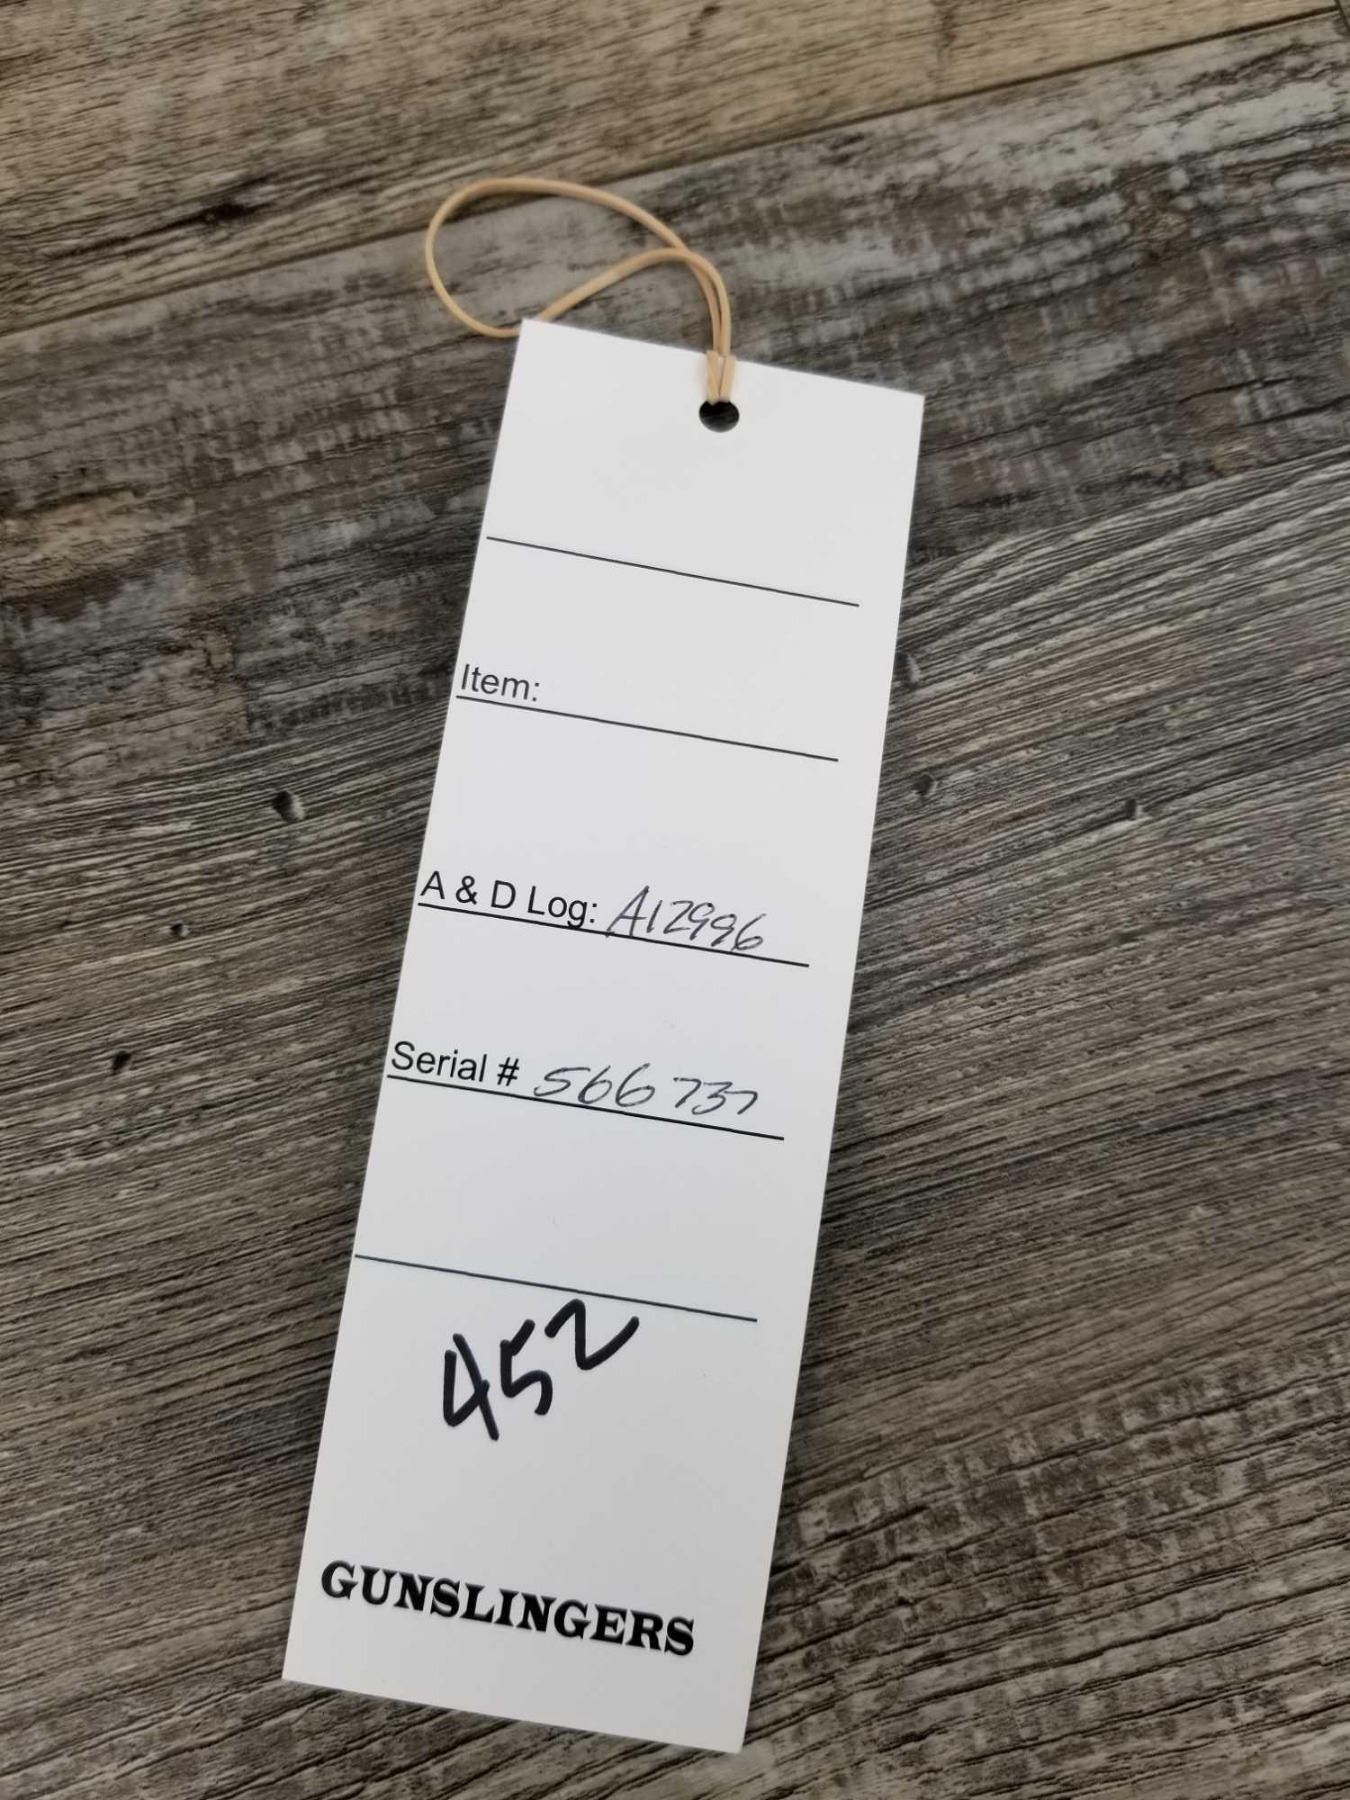 Item:
A & D Log: A12996
Serial # 566737
452
GUNSLINGERS